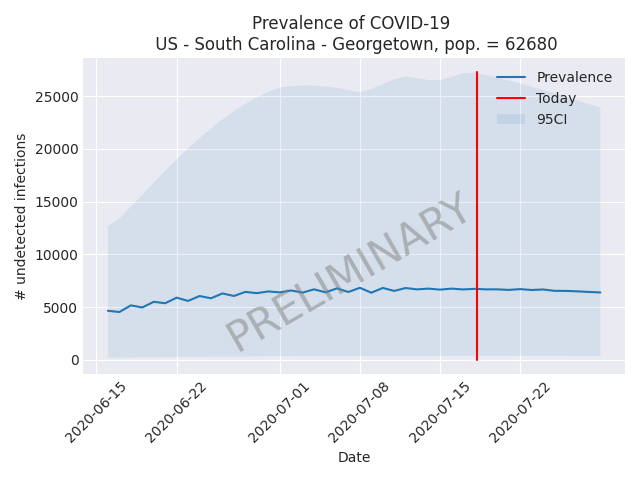 Prevalence of COVID-19
US - South Carolina - Georgetown, pop. = 62680
Prevalence
Today
95CI
25000
20000
15000
10000
5000
0
# undetected infections
PRELIMINARY
2020-06-15
2020-06-22
2020-07-01
2020-07-08
2020-07-15
2020-07-22
Date